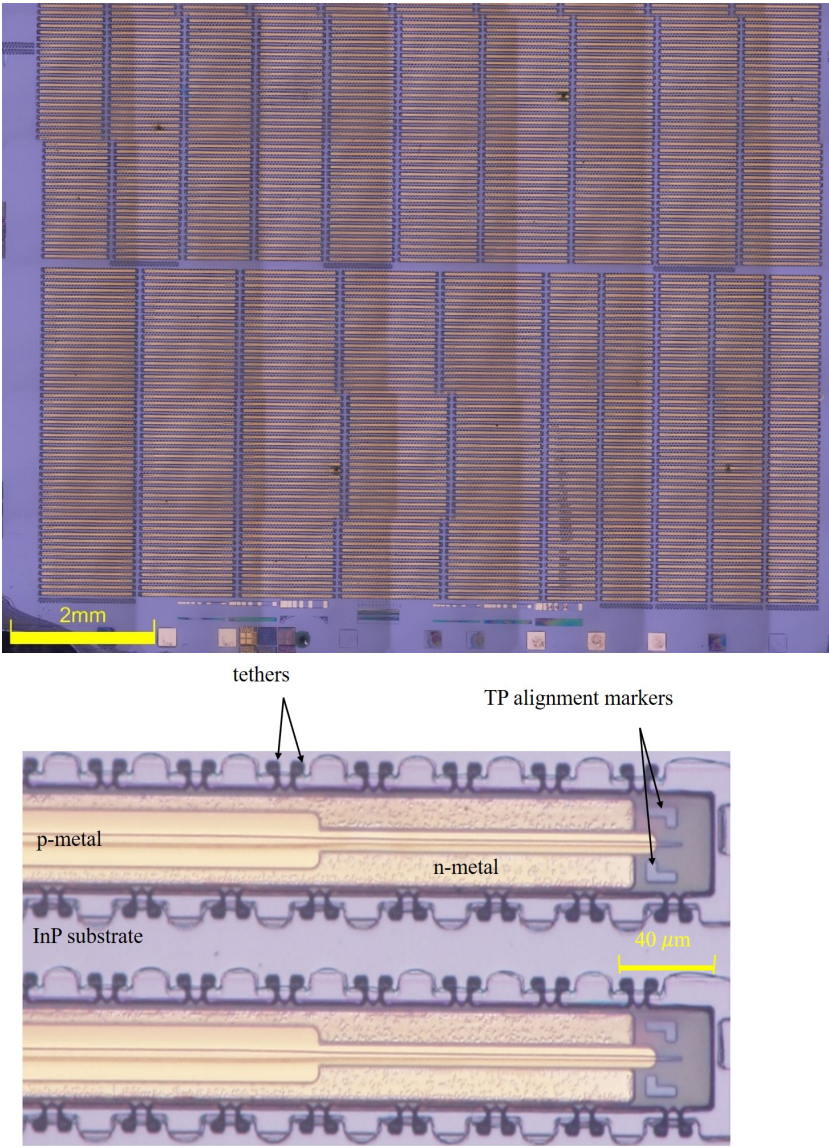 2mm
tethers
TP alignment markers
p-metal
n-metal
InP substrate
40 μm